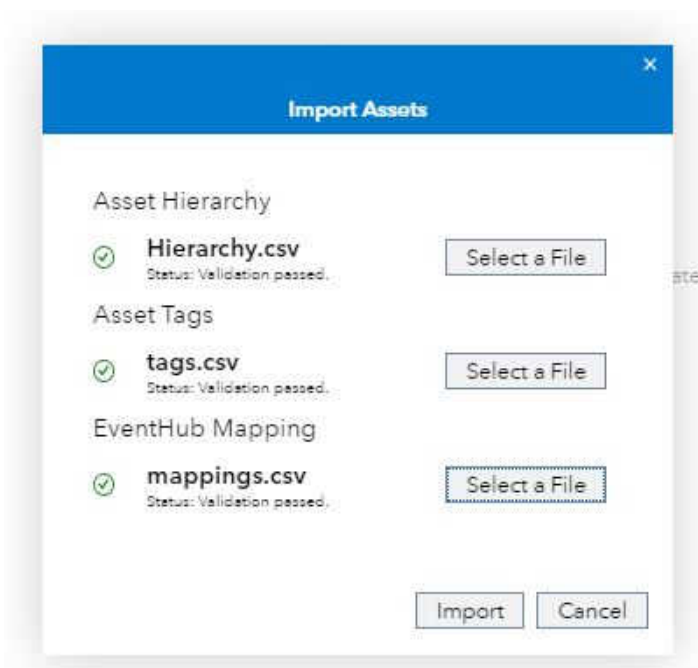 ×
Import Assets
Asset Hierarchy
Hierarchy.csv
Select a File
Status: Validation passed.
Asset Tags
tags.csv
Select a File
Status: Validation passed.
EventHub Mapping
mappings.csv
Select a File
Status: Validation passed.
Import
Cancel